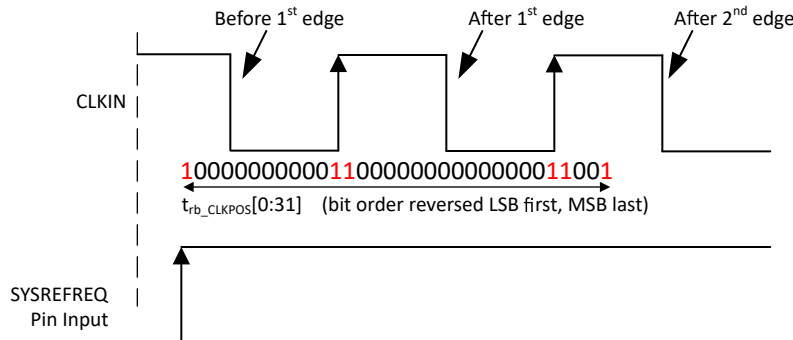 Before 1st edge
After 1st edge
After 2nd edge
CLKIN
10000000000110000000000000011001
trb_CLKPOS[0:31] (bit order reversed LSB first, MSB last)
SYSREFREQ
Pin Input